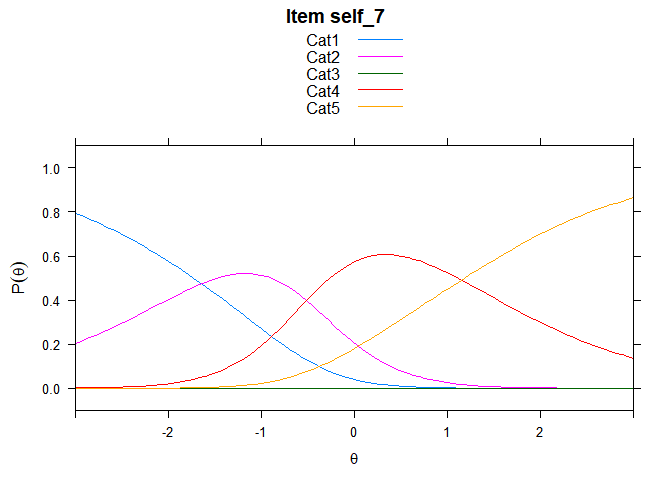 Item self_7
Cat1
Cat2
Cat3
Cat4
Cat5
1.0
0.8
0.6
0.4
0.2
0.0
P(θ)
-2 -1 0 1 2
θ